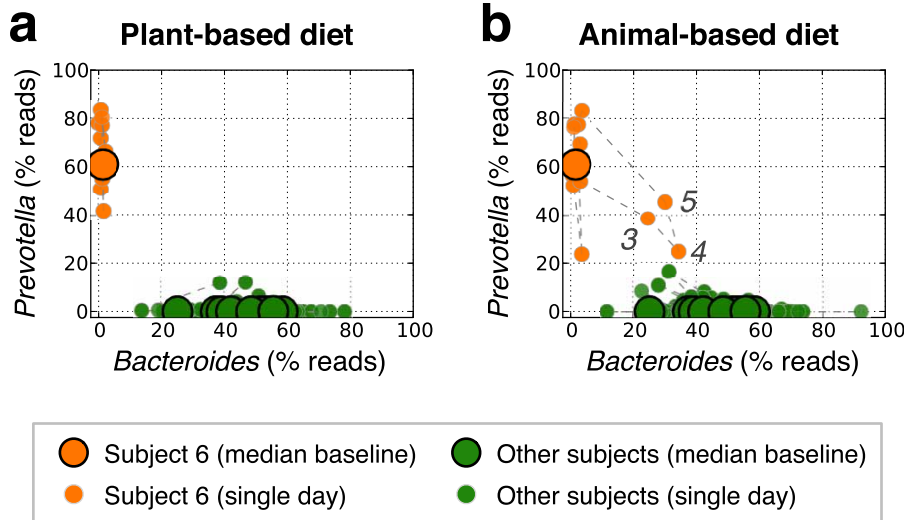 a
Plant-based diet
Prevotella (% reads)
100
80
60
40
20
0
0 20 40 60 80 100
Bacteroides (% reads)
b
Animal-based diet
Prevotella (% reads)
100
80
60
40
20
0
5
3
4
0 20 40 60 80 100
Bacteroides (% reads)
Subject 6 (median baseline)
Other subjects (median baseline)
Subject 6 (single day)
Other subjects (single day)